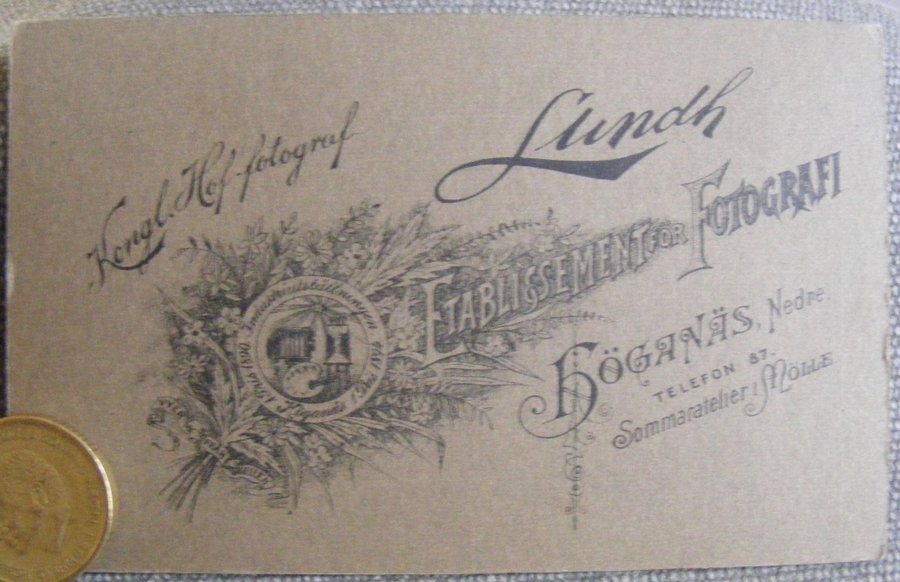 Kongl. Hof-fotograf
Lundh
ETABLISSEMENT FÖR FOTOGRAFI
HÖGANÄS, Nedre.
TELEFON 87.
Sommaratelier i MÖLLE